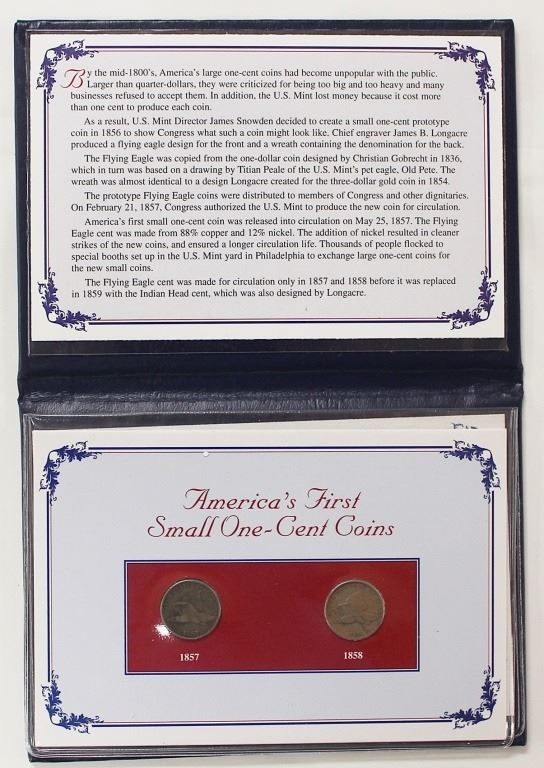 By the mid-1800's, America's large one-cent coins had become unpopular with the public.
Larger than quarter-dollars, they were criticized for being too big and too heavy and many
businesses refused to accept them. In addition, the U.S. Mint lost money because it cost more
than one cent to produce each coin.
As a result, U.S. Mint Director James Snowden decided to create a small one-cent prototype
coin in 1856 to show Congress what such a coin might look like. Chief engraver James B. Longacre
produced a flying eagle design for the front and a wreath containing the denomination for the back.
The Flying Eagle was copied from the one-dollar coin designed by Christian Gobrecht in 1836,
which in turn was based on a drawing by Titian Peale of the U.S. Mint's pet eagle, Old Pete. The
wreath was almost identical to a design Longacre created for the three-dollar gold coin in 1854.
The prototype Flying Eagle coins were distributed to members of Congress and other dignitaries.
On February 21, 1857, Congress authorized the U.S. Mint to produce the new coin for circulation.
America's first small one-cent coin was released into circulation on May 25, 1857. The Flying
Eagle cent was made from 88% copper and 12% nickel. The addition of nickel resulted in cleaner
strikes of the new coins, and ensured a longer circulation life. Thousands of people flocked to
special booths set up in the U.S. Mint yard in Philadelphia to exchange large one-cent coins for
the new small coins.
The Flying Eagle cent was made for circulation only in 1857 and 1858 before it was replaced
in 1859 with the Indian Head cent, which was also designed by Longacre.
America's First
Small One-Cent Coins
1857
1858